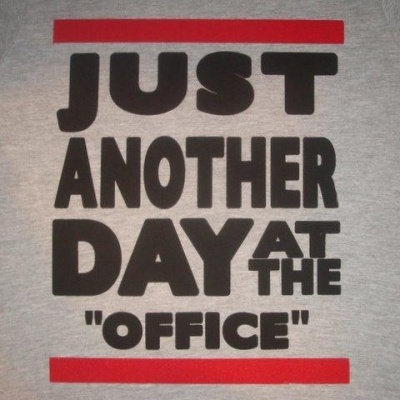 JUST
ANOTHER
DAY AT THE
"OFFICE"